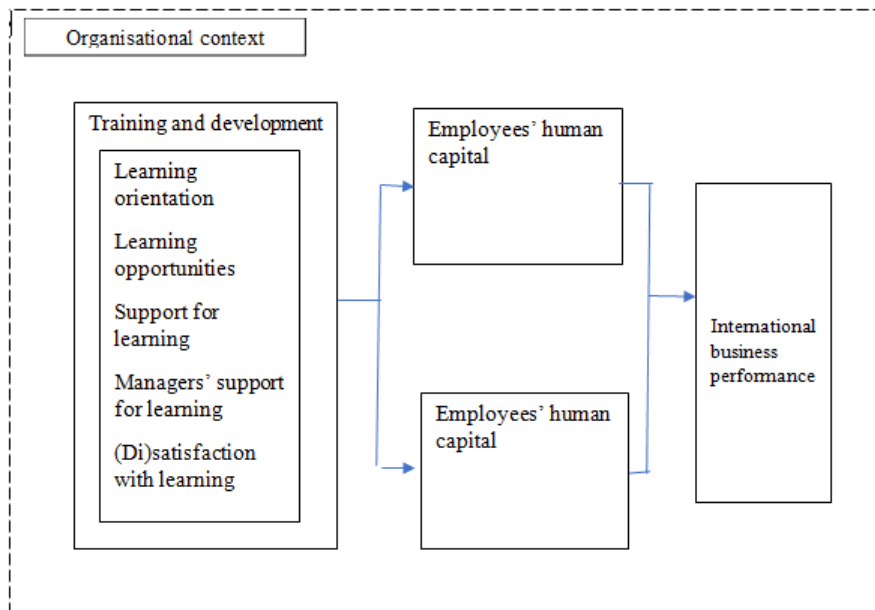 Organisational context
Training and development
Learning
orientation
Learning
opportunities
Support for
learning
Managers’ support
for learning
(Di)satisfaction
with learning
Employees’ human
capital
Employees’ human
capital
International
business
performance